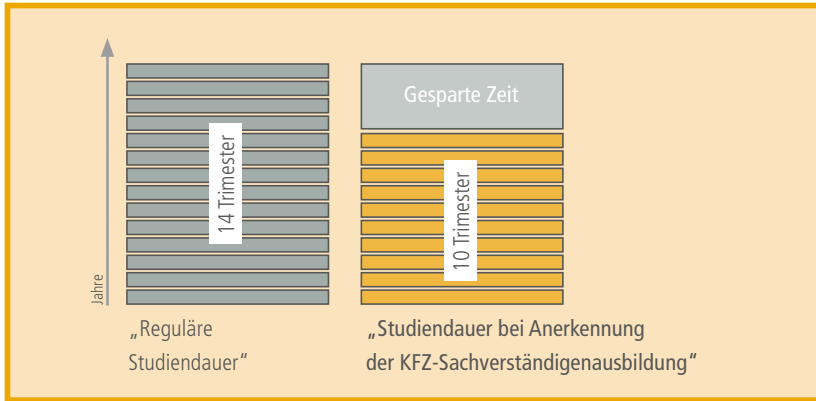 Gesparte Zeit
14 Trimester
10 Trimester
Jahre
„Reguläre
Studiendauer“
„Studiendauer bei Anerkennung
der KFZ-Sachverständigenausbildung“